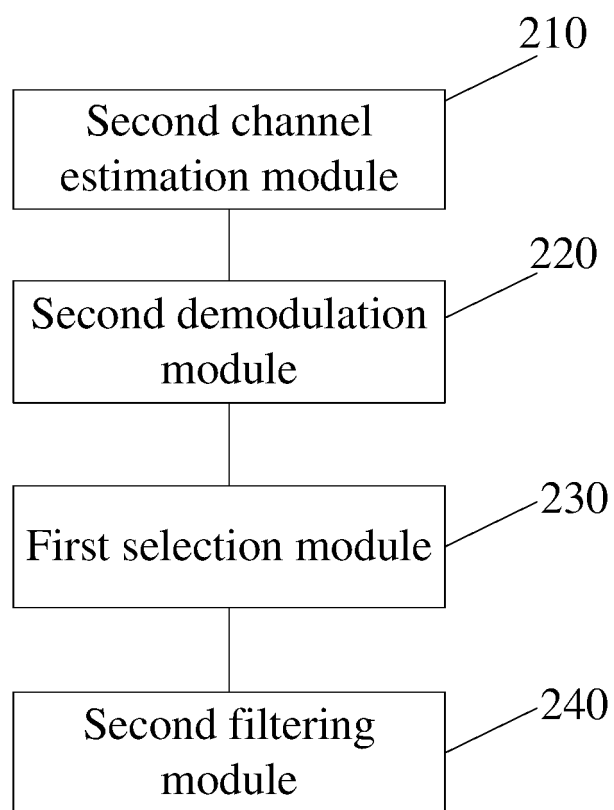 210
Second channel
estimation module
220
Second demodulation
module
230
First selection module
240
Second filtering
module